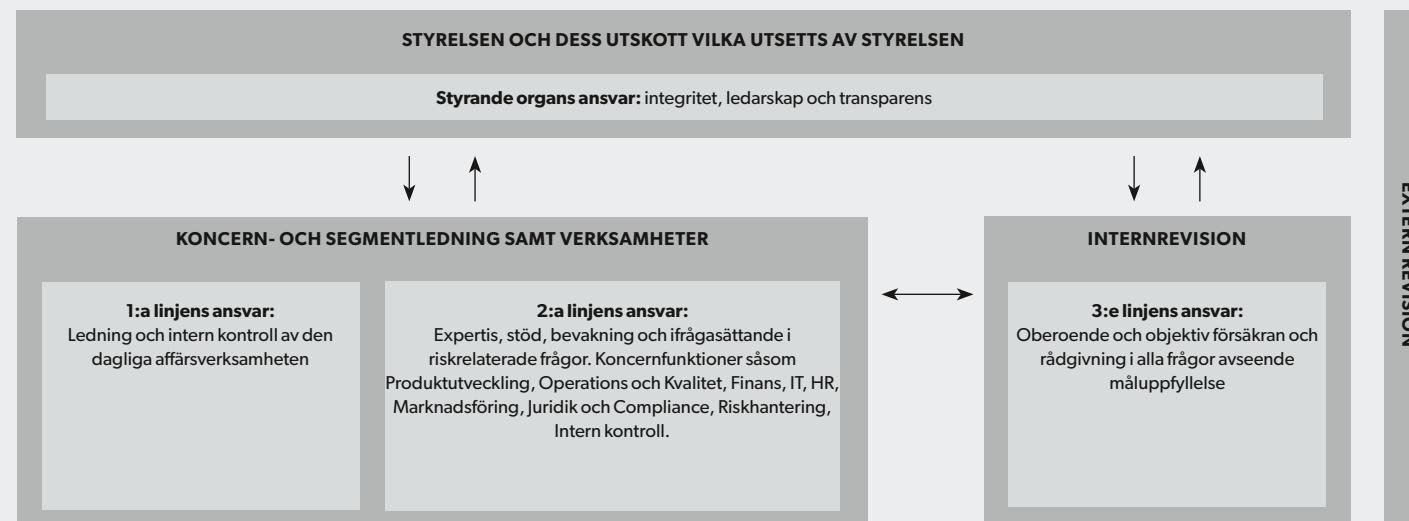 STYRELSEN OCH DESS UTSKOTT VILKA UTSETTS AV STYRELSEN
Styrande organs ansvar: integritet, ledarskap och transparens
KONCERN- OCH SEGMENTLEDNING SAMT VERKSAMHETER
1:a linjens ansvar:
Ledning och intern kontroll av den
dagliga affärsverksamheten
2:a linjens ansvar:
Expertis, stöd, bevakning och ifrågasättande i
riskrelaterade frågor. Koncernfunktioner såsom
Produktutveckling, Operations och Kvalitet, Finans, IT, HR,
Marknadsföring, Juridik och Compliance, Riskhantering,
Intern kontroll.
INTERNREVISION
3:e linjens ansvar:
Oberoende och objektiv försäkran och
rådgivning i alla frågor avseende
måluppfyllelse
EXTERN REVISION